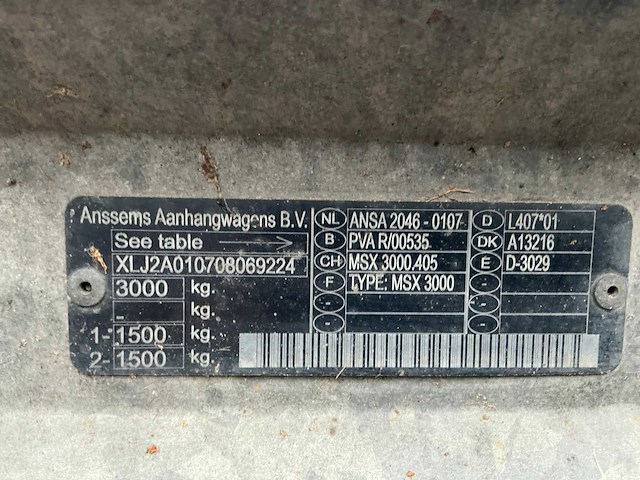 Anssems Aanhangwagens B.V.
See table
XLJ2A010708069224
3000 kg.
- kg.
1- 1500 kg.
2- 1500 kg.
NL ANSA 2046 - 0107
B PVA R/00535
CH MSX 3000.405
F TYPE: MSX 3000
-
-
D L407*01
DK A13216
E D-3029
-
-
-